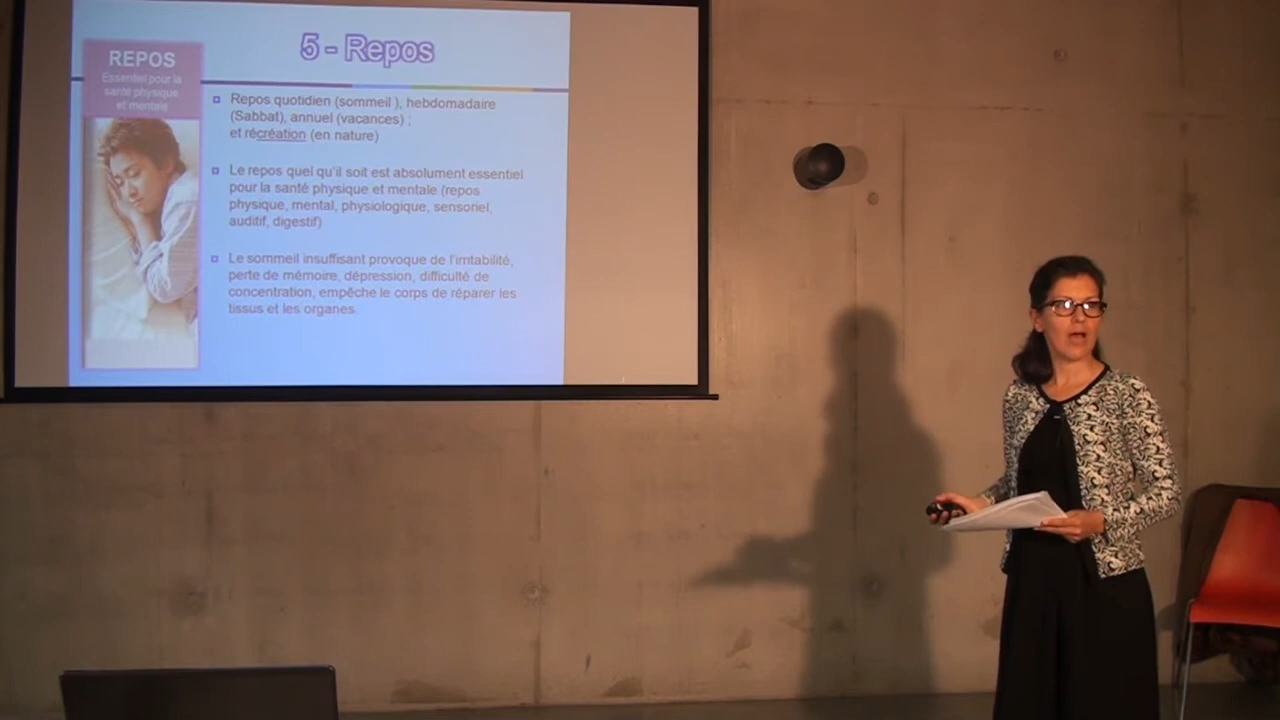 5 - Repos
REPOS
Essentiel pour la
santé physique
et mentale
Repos quotidien (sommeil ), hebdomadaire
(Sabbat), annuel (vacances) ;
et récréation (en nature)
Le repos quel qu'il soit est absolument essentiel
pour la santé physique et mentale (repos
physique, mental, physiologique, sensoriel,
auditif, digestif)
Le sommeil insuffisant provoque de l'irritabilité,
perte de mémoire, dépression, difficulté de
concentration, empêche le corps de réparer les
tissus et les organes.